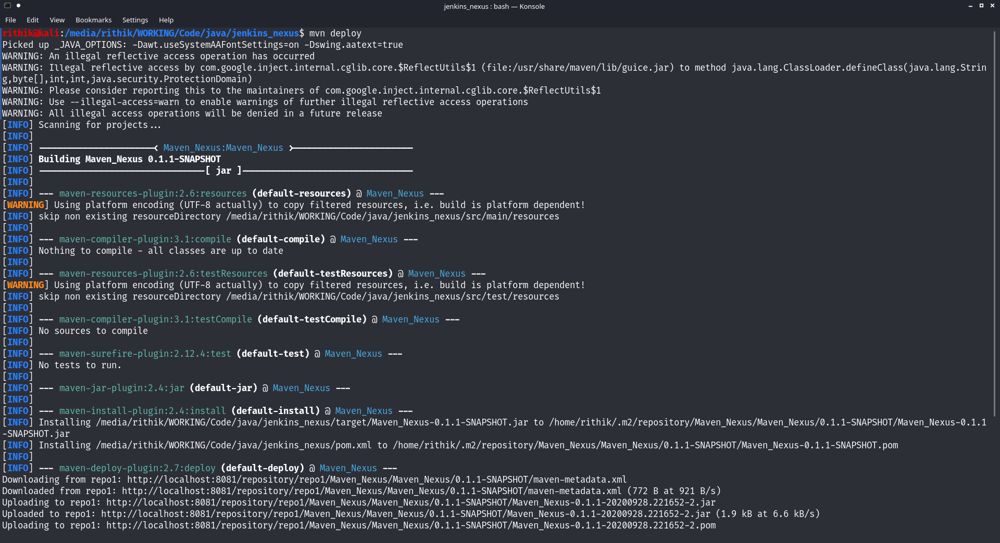 jenkins_nexus : bash — Konsole
File Edit View Bookmarks Settings Help
rithik@kali:/media/rithik/WORKING/Code/java/jenkins_nexus$ mvn deploy
Picked up _JAVA_OPTIONS: -Dawt.useSystemAAFontSettings=on -Dswing.aatext=true
WARNING: An illegal reflective access operation has occurred
WARNING: Illegal reflective access by com.google.inject.internal.cglib.core.$ReflectUtils$1 (file:/usr/share/maven/lib/guice.jar) to method java.lang.ClassLoader.defineClass(java.lang.Strin
g,byte[],int,int,java.security.ProtectionDomain)
WARNING: Please consider reporting this to the maintainers of com.google.inject.internal.cglib.core.$ReflectUtils$1
WARNING: Use --illegal-access=warn to enable warnings of further illegal reflective access operations
WARNING: All illegal access operations will be denied in a future release
[INFO] Scanning for projects...
[INFO]
[INFO] ----------------------< Maven_Nexus:Maven_Nexus >-----------------------
[INFO] Building Maven_Nexus 0.1.1-SNAPSHOT
[INFO] --------------------------------[ jar ]---------------------------------
[INFO]
[INFO] --- maven-resources-plugin:2.6:resources (default-resources) @ Maven_Nexus ---
[WARNING] Using platform encoding (UTF-8 actually) to copy filtered resources, i.e. build is platform dependent!
[INFO] skip non existing resourceDirectory /media/rithik/WORKING/Code/java/jenkins_nexus/src/main/resources
[INFO]
[INFO] --- maven-compiler-plugin:3.1:compile (default-compile) @ Maven_Nexus ---
[INFO] Nothing to compile - all classes are up to date
[INFO]
[INFO] --- maven-resources-plugin:2.6:testResources (default-testResources) @ Maven_Nexus ---
[WARNING] Using platform encoding (UTF-8 actually) to copy filtered resources, i.e. build is platform dependent!
[INFO] skip non existing resourceDirectory /media/rithik/WORKING/Code/java/jenkins_nexus/src/test/resources
[INFO]
[INFO] --- maven-compiler-plugin:3.1:testCompile (default-testCompile) @ Maven_Nexus ---
[INFO] No sources to compile
[INFO]
[INFO] --- maven-surefire-plugin:2.12.4:test (default-test) @ Maven_Nexus ---
[INFO] No tests to run.
[INFO]
[INFO] --- maven-jar-plugin:2.4:jar (default-jar) @ Maven_Nexus ---
[INFO]
[INFO] --- maven-install-plugin:2.4:install (default-install) @ Maven_Nexus ---
[INFO] Installing /media/rithik/WORKING/Code/java/jenkins_nexus/target/Maven_Nexus-0.1.1-SNAPSHOT.jar to /home/rithik/.m2/repository/Maven_Nexus/Maven_Nexus/0.1.1-SNAPSHOT/Maven_Nexus-0.1.1
-SNAPSHOT.jar
[INFO] Installing /media/rithik/WORKING/Code/java/jenkins_nexus/pom.xml to /home/rithik/.m2/repository/Maven_Nexus/Maven_Nexus/0.1.1-SNAPSHOT/Maven_Nexus-0.1.1-SNAPSHOT.pom
[INFO]
[INFO] --- maven-deploy-plugin:2.7:deploy (default-deploy) @ Maven_Nexus ---
Downloading from repo1: http://localhost:8081/repository/repo1/Maven_Nexus/Maven_Nexus/0.1.1-SNAPSHOT/maven-metadata.xml
Downloaded from repo1: http://localhost:8081/repository/repo1/Maven_Nexus/Maven_Nexus/0.1.1-SNAPSHOT/maven-metadata.xml (772 B at 921 B/s)
Uploading to repo1: http://localhost:8081/repository/repo1/Maven_Nexus/Maven_Nexus/0.1.1-SNAPSHOT/Maven_Nexus-0.1.1-20200928.221652-2.jar
Uploaded to repo1: http://localhost:8081/repository/repo1/Maven_Nexus/Maven_Nexus/0.1.1-SNAPSHOT/Maven_Nexus-0.1.1-20200928.221652-2.jar (1.9 kB at 6.6 kB/s)
Uploading to repo1: http://localhost:8081/repository/repo1/Maven_Nexus/Maven_Nexus/0.1.1-SNAPSHOT/Maven_Nexus-0.1.1-20200928.221652-2.pom